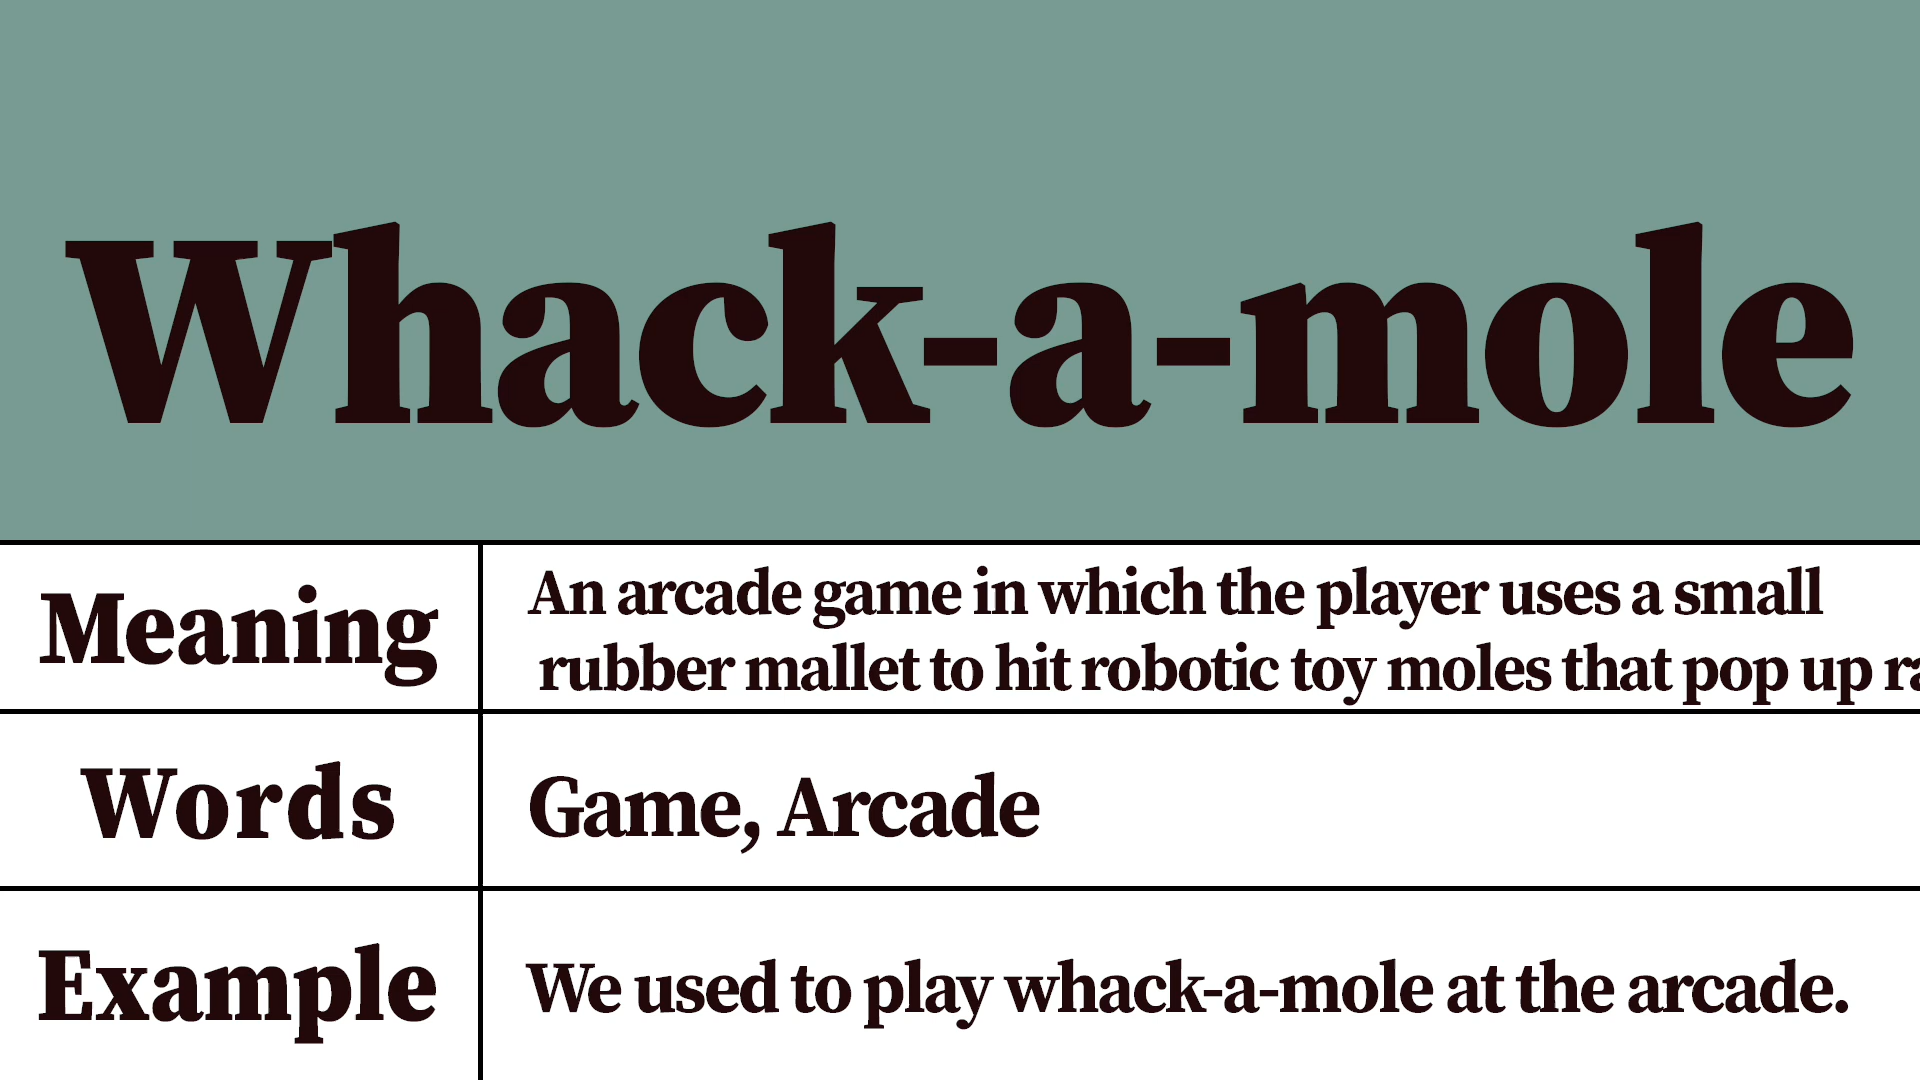 Whack-a-mole
Meaning
An arcade game in which the player uses a small
rubber mallet to hit robotic toy moles that pop up
Words
Game, Arcade
Example
We used to play whack-a-mole at the arcade.